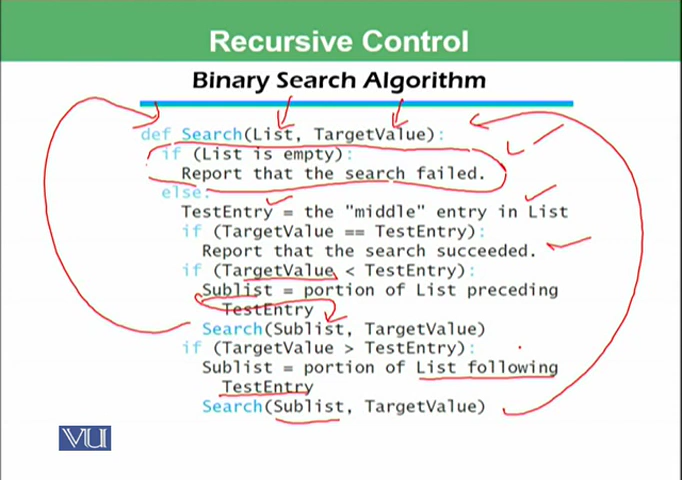 Recursive Control
Binary Search Algorithm
def Search(List, TargetValue):
if (List is empty):
Report that the search failed.
else:
TestEntry = the "middle" entry in List
if (TargetValue == TestEntry):
Report that the search succeeded.
if (TargetValue < TestEntry):
Sublist = portion of List preceding
TestEntry
Search(Sublist, TargetValue)
if (TargetValue > TestEntry):
Sublist = portion of List following
TestEntry
Search(Sublist, TargetValue)
VU